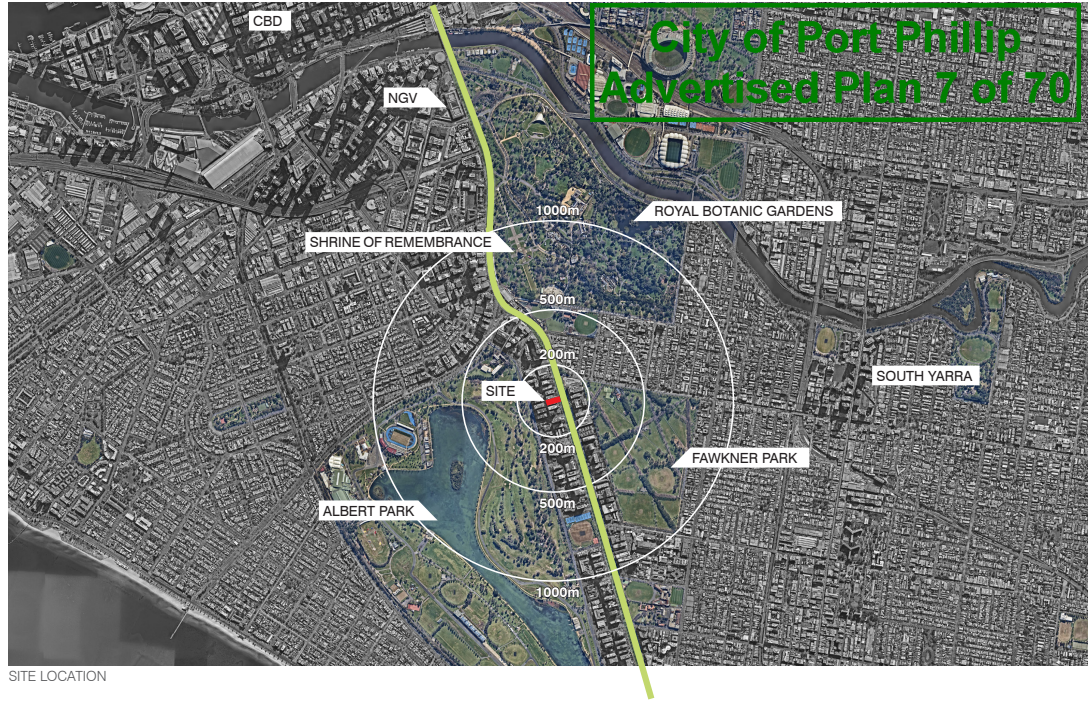 CBD
City of Port Phillip
Advertised Plan 7 of 70
NGV
1000m
ROYAL BOTANIC GARDENS
SHRINE OF REMEMBRANCE
500m
200m
SOUTH YARRA
SITE
200m
FAWKNER PARK
500m
ALBERT PARK
1000m
SITE LOCATION